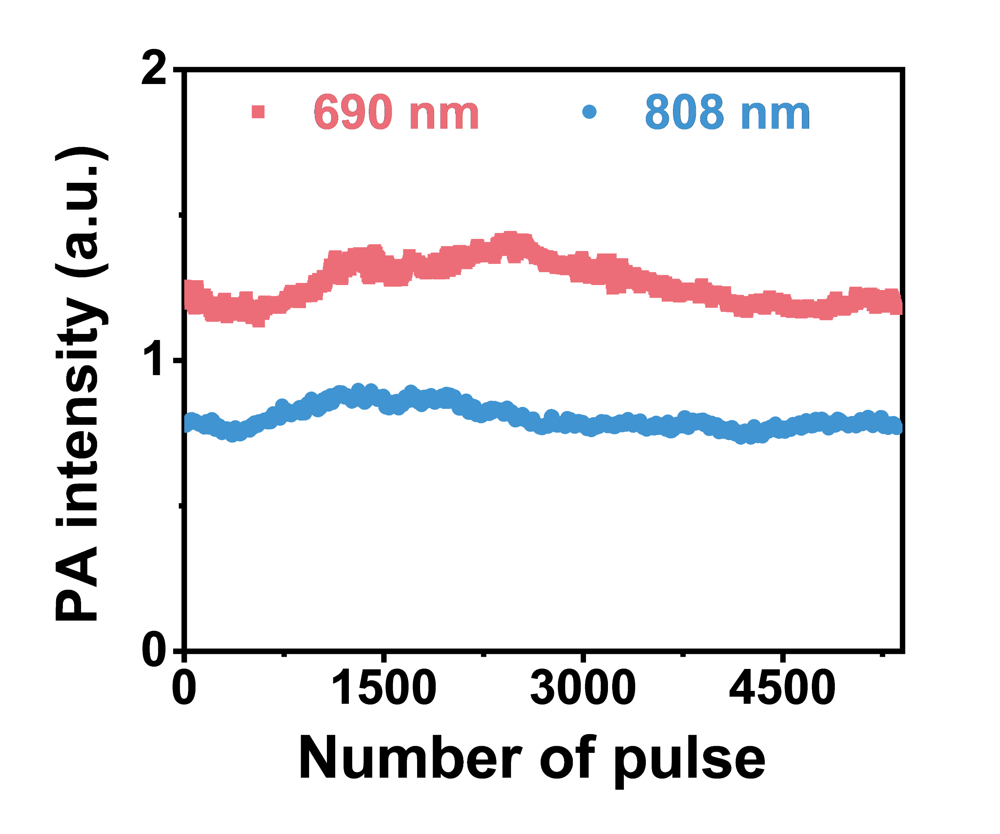 2
690 nm
808 nm
PA intensity (a.u.)
1
0
0
1500
3000
4500
Number of pulse